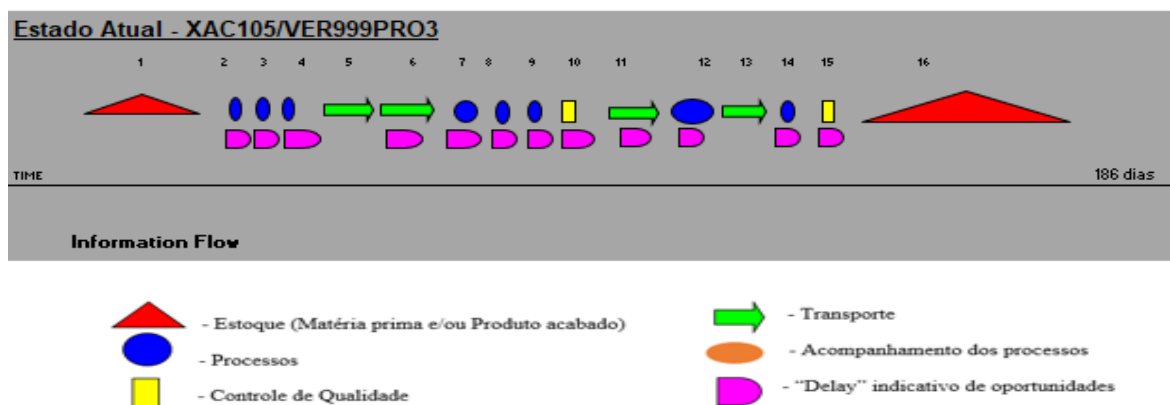 Estado Atual - XAC105/VER999PRO3
1 2 3 4 5 6 7 8 9 10 11 12 13 14 15 16
TIME 186 dias
Information Flow
- Estoque (Matéria prima e/ou Produto acabado)
- Transporte
- Processos
- Acompanhamento dos processos
- Controle de Qualidade
- “Delay” indicativo de oportunidades